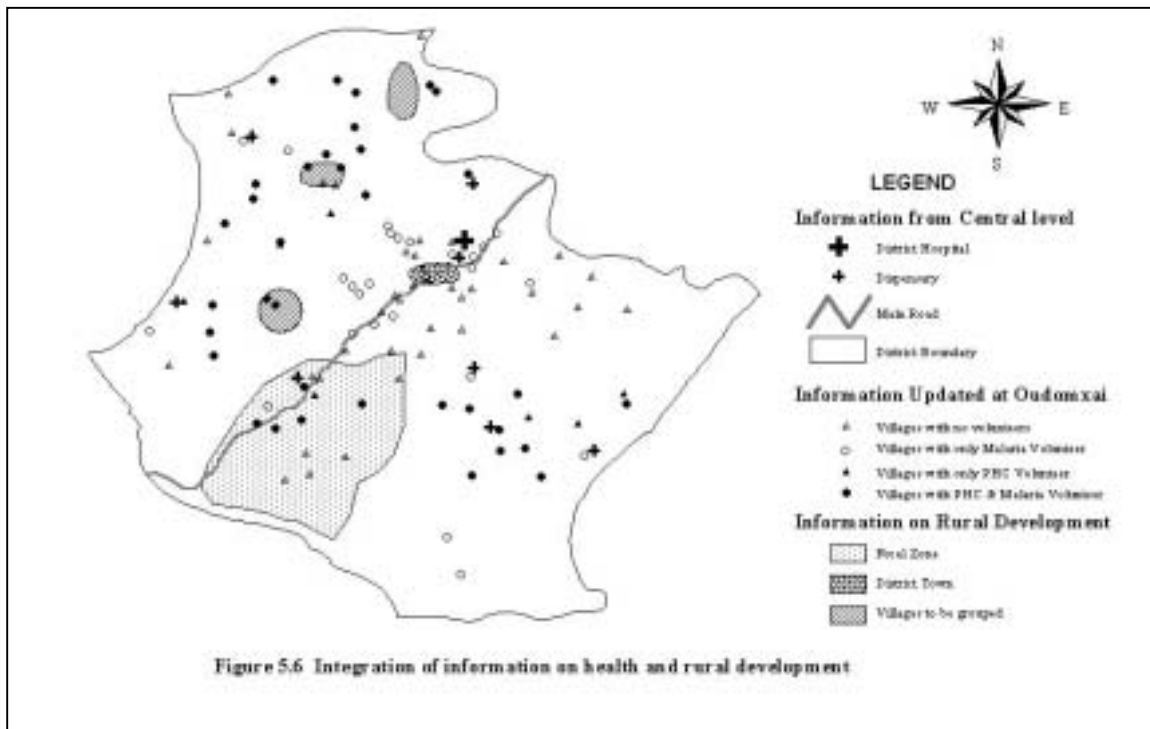 N
W E
S
LEGEND
Information from Central level
District Hospital
Dispensary
Main Road
District Boundary
Information Updated at Oudomxai
Villages with no volunteers
Villages with only Malaria Volunteer
Villages with only PHC Volunteer
Villages with PHC & Malaria Volunteer
Information on Rural Development
Focal Zone
District Town
Villages to be grouped
Figure 5.6 Integration of information on health and rural development